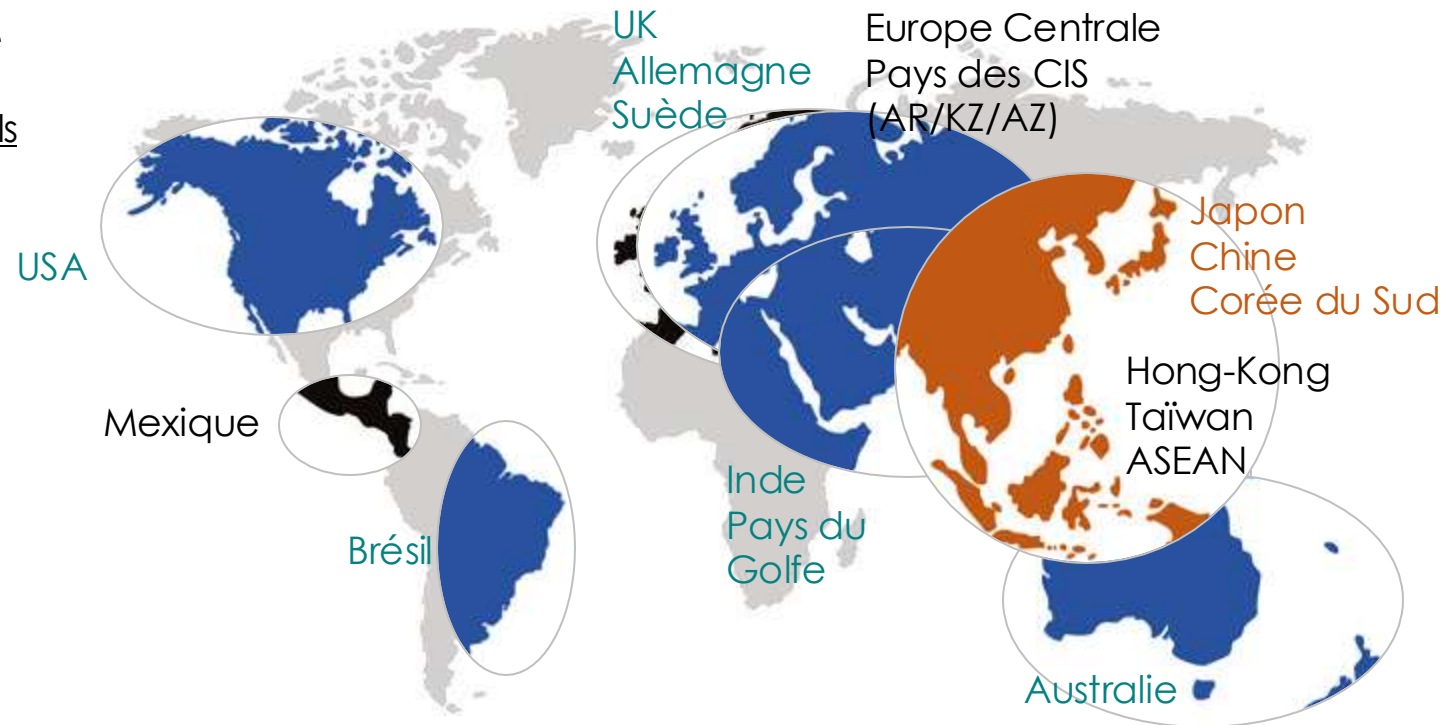 UK
Allemagne
Suède
Europe Centrale
Pays des CIS
(AR/KZ/AZ)
USA
Japon
Chine
Corée du Sud
Mexique
Hong-Kong
Taïwan
ASEAN
Inde
Pays du
Golfe
Brésil
Australie